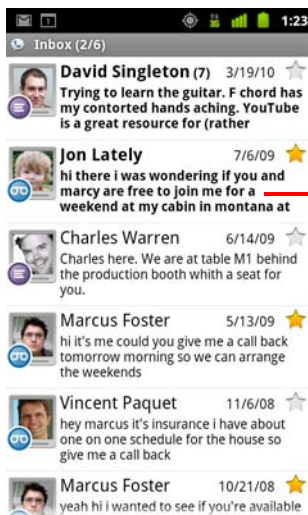 1:23
Inbox (2/6)
David Singleton (7) 3/19/10
Trying to learn the guitar. F chord has
my contorted hands aching. YouTube
is a great resource for (rather
Jon Lately 7/6/09
hi there i was wondering if you and
marcy are free to join me for a
weekend at my cabin in montana at
Charles Warren 6/14/09
Charles here. We are at table M1 behind
the production booth whith a seat for
you.
Marcus Foster 5/13/09
hi it's me could you give me a call back
tomorrow morning so we can arrange
the weekends
Vincent Paquet 11/6/08
hey marcus it's insurance i have about
one on one schedule for the house so
give me a call back
Marcus Foster 10/21/08
yeah hi i wanted to see if you're available